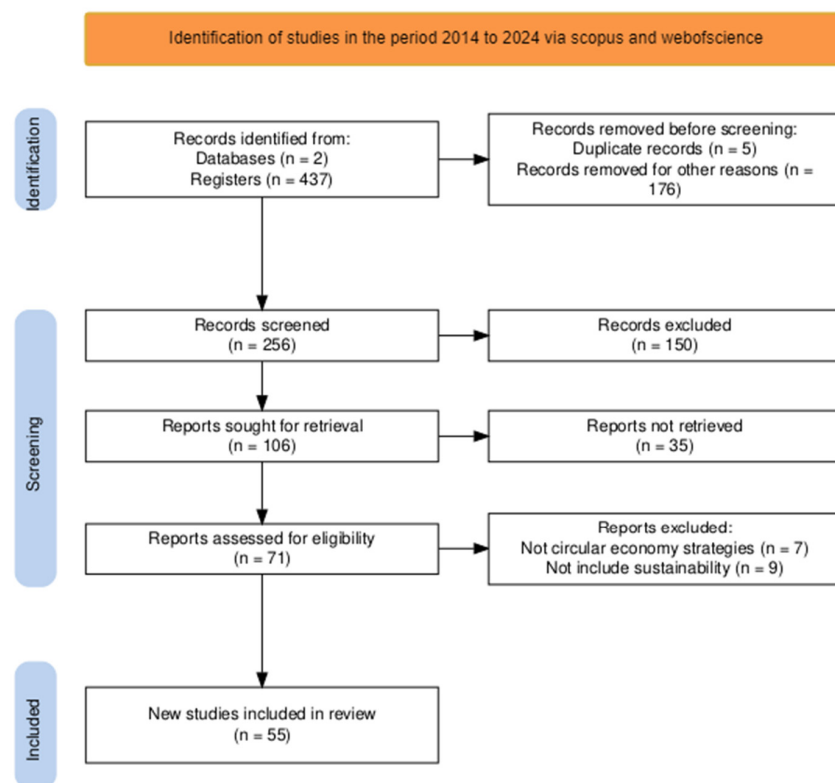 Identification of studies in the period 2014 to 2024 via scopus and webofscience
Identification
Records identified from:
Databases (n = 2)
Registers (n = 437)
Records removed before screening:
Duplicate records (n = 5)
Records removed for other reasons (n =
176)
Screening
Records screened
(n = 256)
Records excluded
(n = 150)
Reports sought for retrieval
(n = 106)
Reports not retrieved
(n = 35)
Reports assessed for eligibility
(n = 71)
Reports excluded:
Not circular economy strategies (n = 7)
Not include sustainability (n = 9)
Included
New studies included in review
(n = 55)